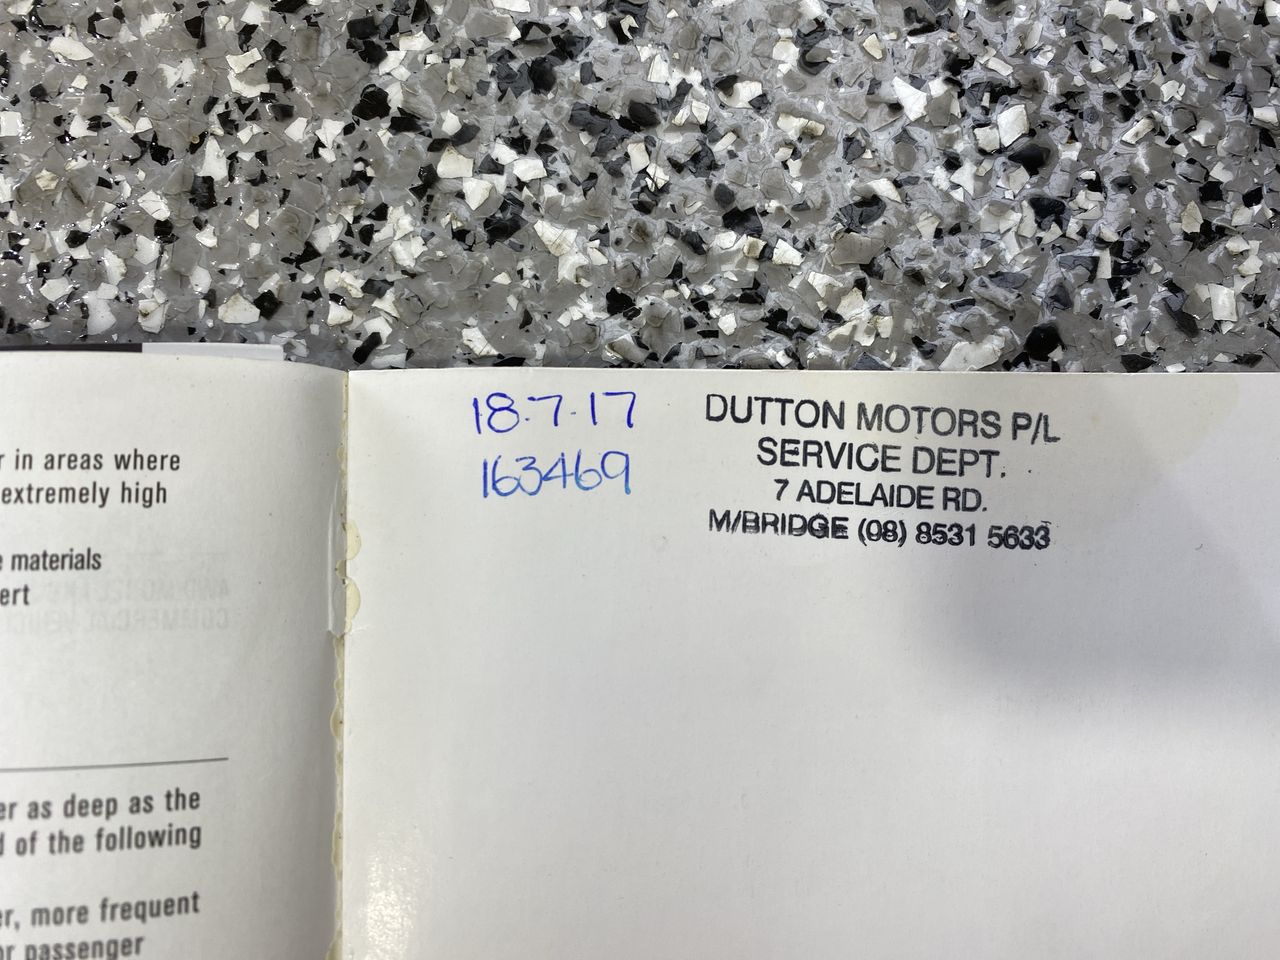 r in areas where
extremely high
materials
ert
er as deep as the
of the following
er, more frequent
or passenger
18.7.17
163469
DUTTON MOTORS P/L
SERVICE DEPT.
7 ADELAIDE RD.
M/BRIDGE (08) 8531 5633